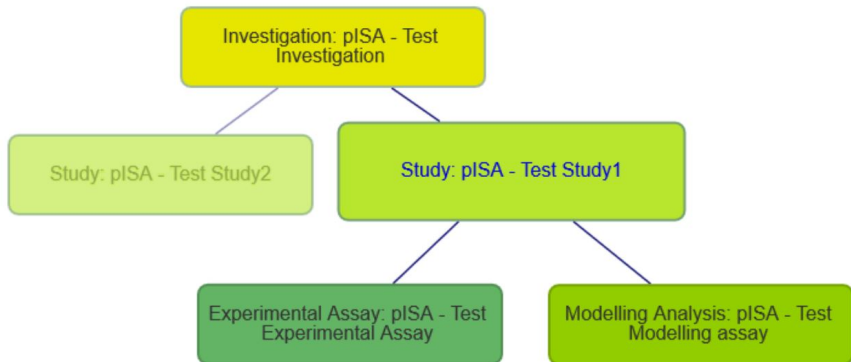 Investigation: pISA - Test
Investigation
Study: pISA - Test Study2
Study: pISA - Test Study1
Experimental Assay: pISA - Test
Experimental Assay
Modelling Analysis: pISA - Test
Modelling assay